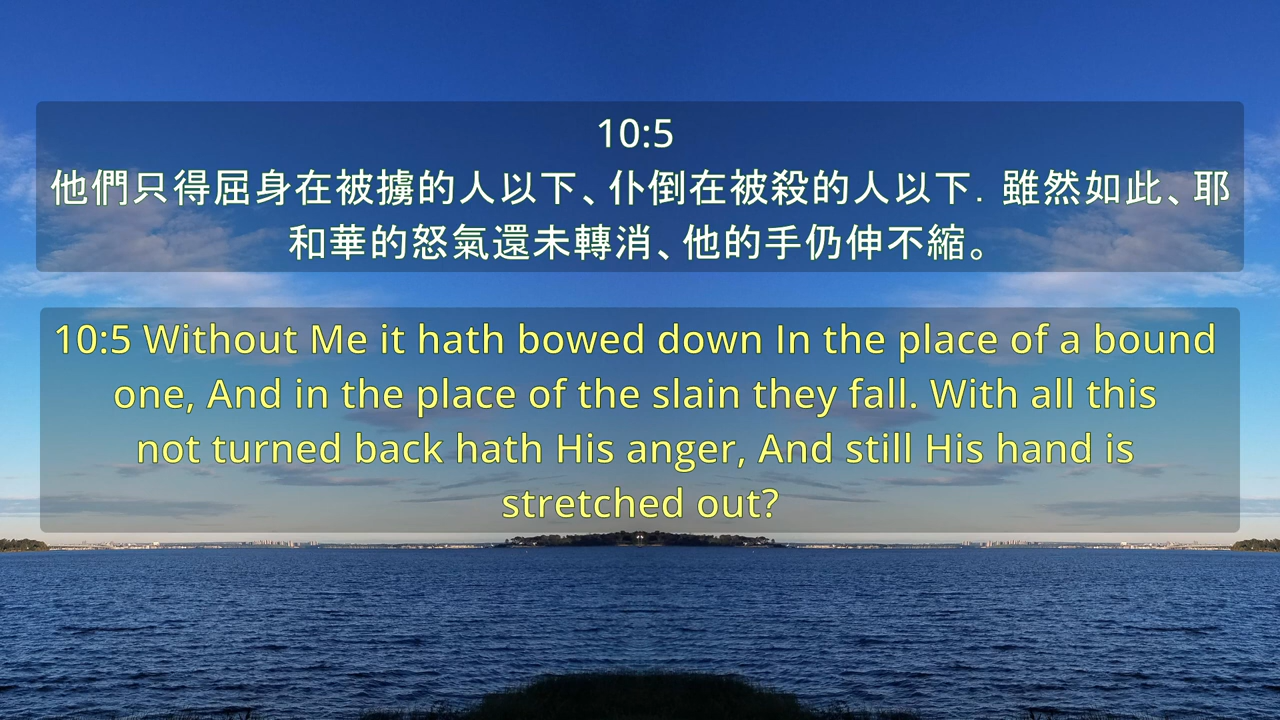 10:5
他們只得屈身在被擄的人以下、仆倒在被殺的人以下．雖然如此、耶
和華的怒氣還未轉消、他的手仍伸不縮。
10:5 Without Me it hath bowed down In the place of a bound
one, And in the place of the slain they fall. With all this
not turned back hath His anger, And still His hand is
stretched out?